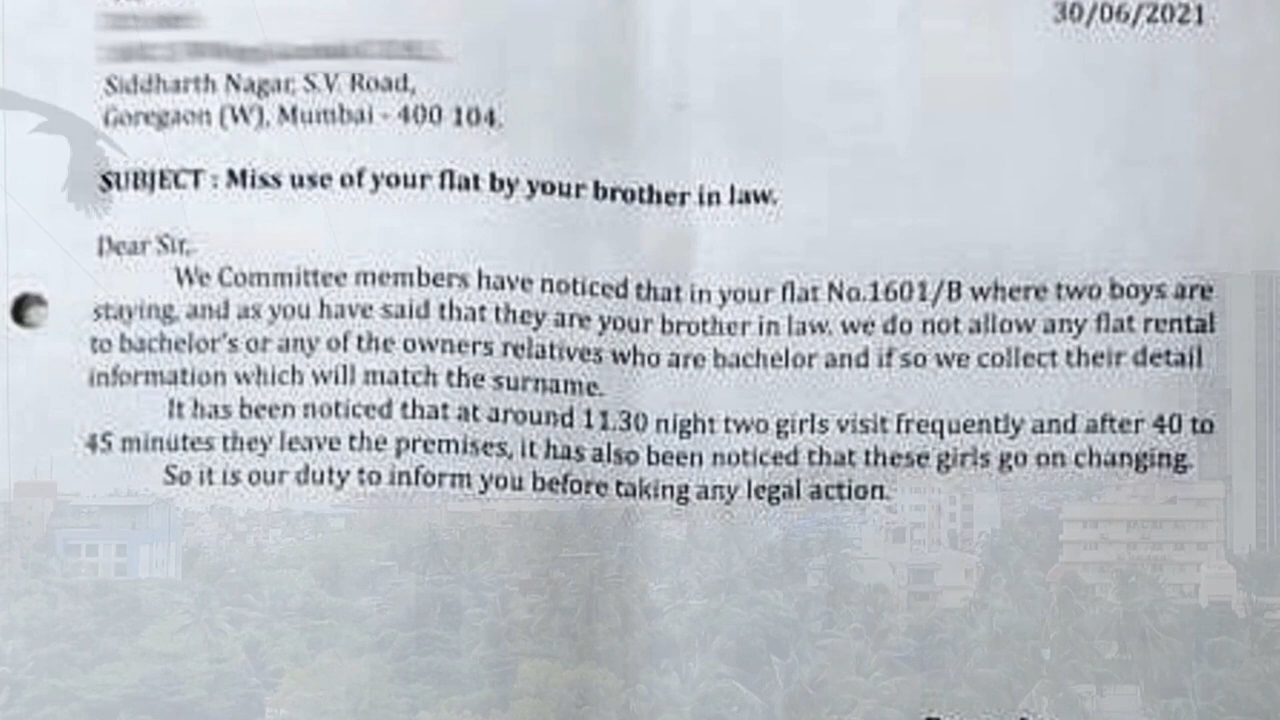 30/06/2021
Siddharth Nagar, S.V. Road,
Goregaon (W), Mumbai - 400 104.
SUBJECT : Miss use of your flat by your brother in law.
Dear Sir,
We Committee members have noticed that in your flat No.1601/B where two boys are
staying, and as you have said that they are your brother in law. we do not allow any flat rental
to bachelor's or any of the owners relatives who are bachelor and if so we collect their detail
information which will match the surname.
It has been noticed that at around 11.30 night two girls visit frequently and after 40 to
45 minutes they leave the premises, it has also been noticed that these girls go on changing.
So it is our duty to inform you before taking any legal action.